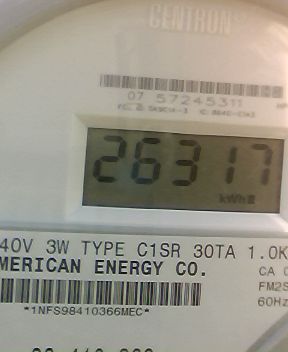 CENTRON
07 57245311
26317
kWh
40V 3W TYPE C1SR 30TA 1.0K
MERICAN ENERGY CO.
CA 0
FM2S
60Hz
*1NFS98410366MEC*